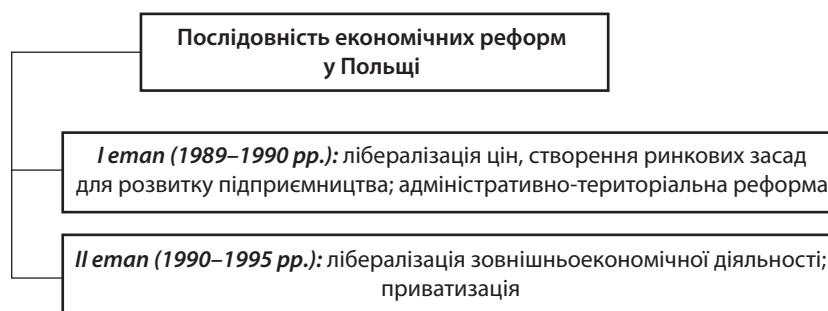 Послідовність економічних реформ
у Польщі
І етап (1989–1990 рр.): лібералізація цін, створення ринкових засад
для розвитку підприємництва; адміністративно-територіальна реформа
ІІ етап (1990–1995 рр.): лібералізація зовнішньоекономічної діяльності;
приватизація